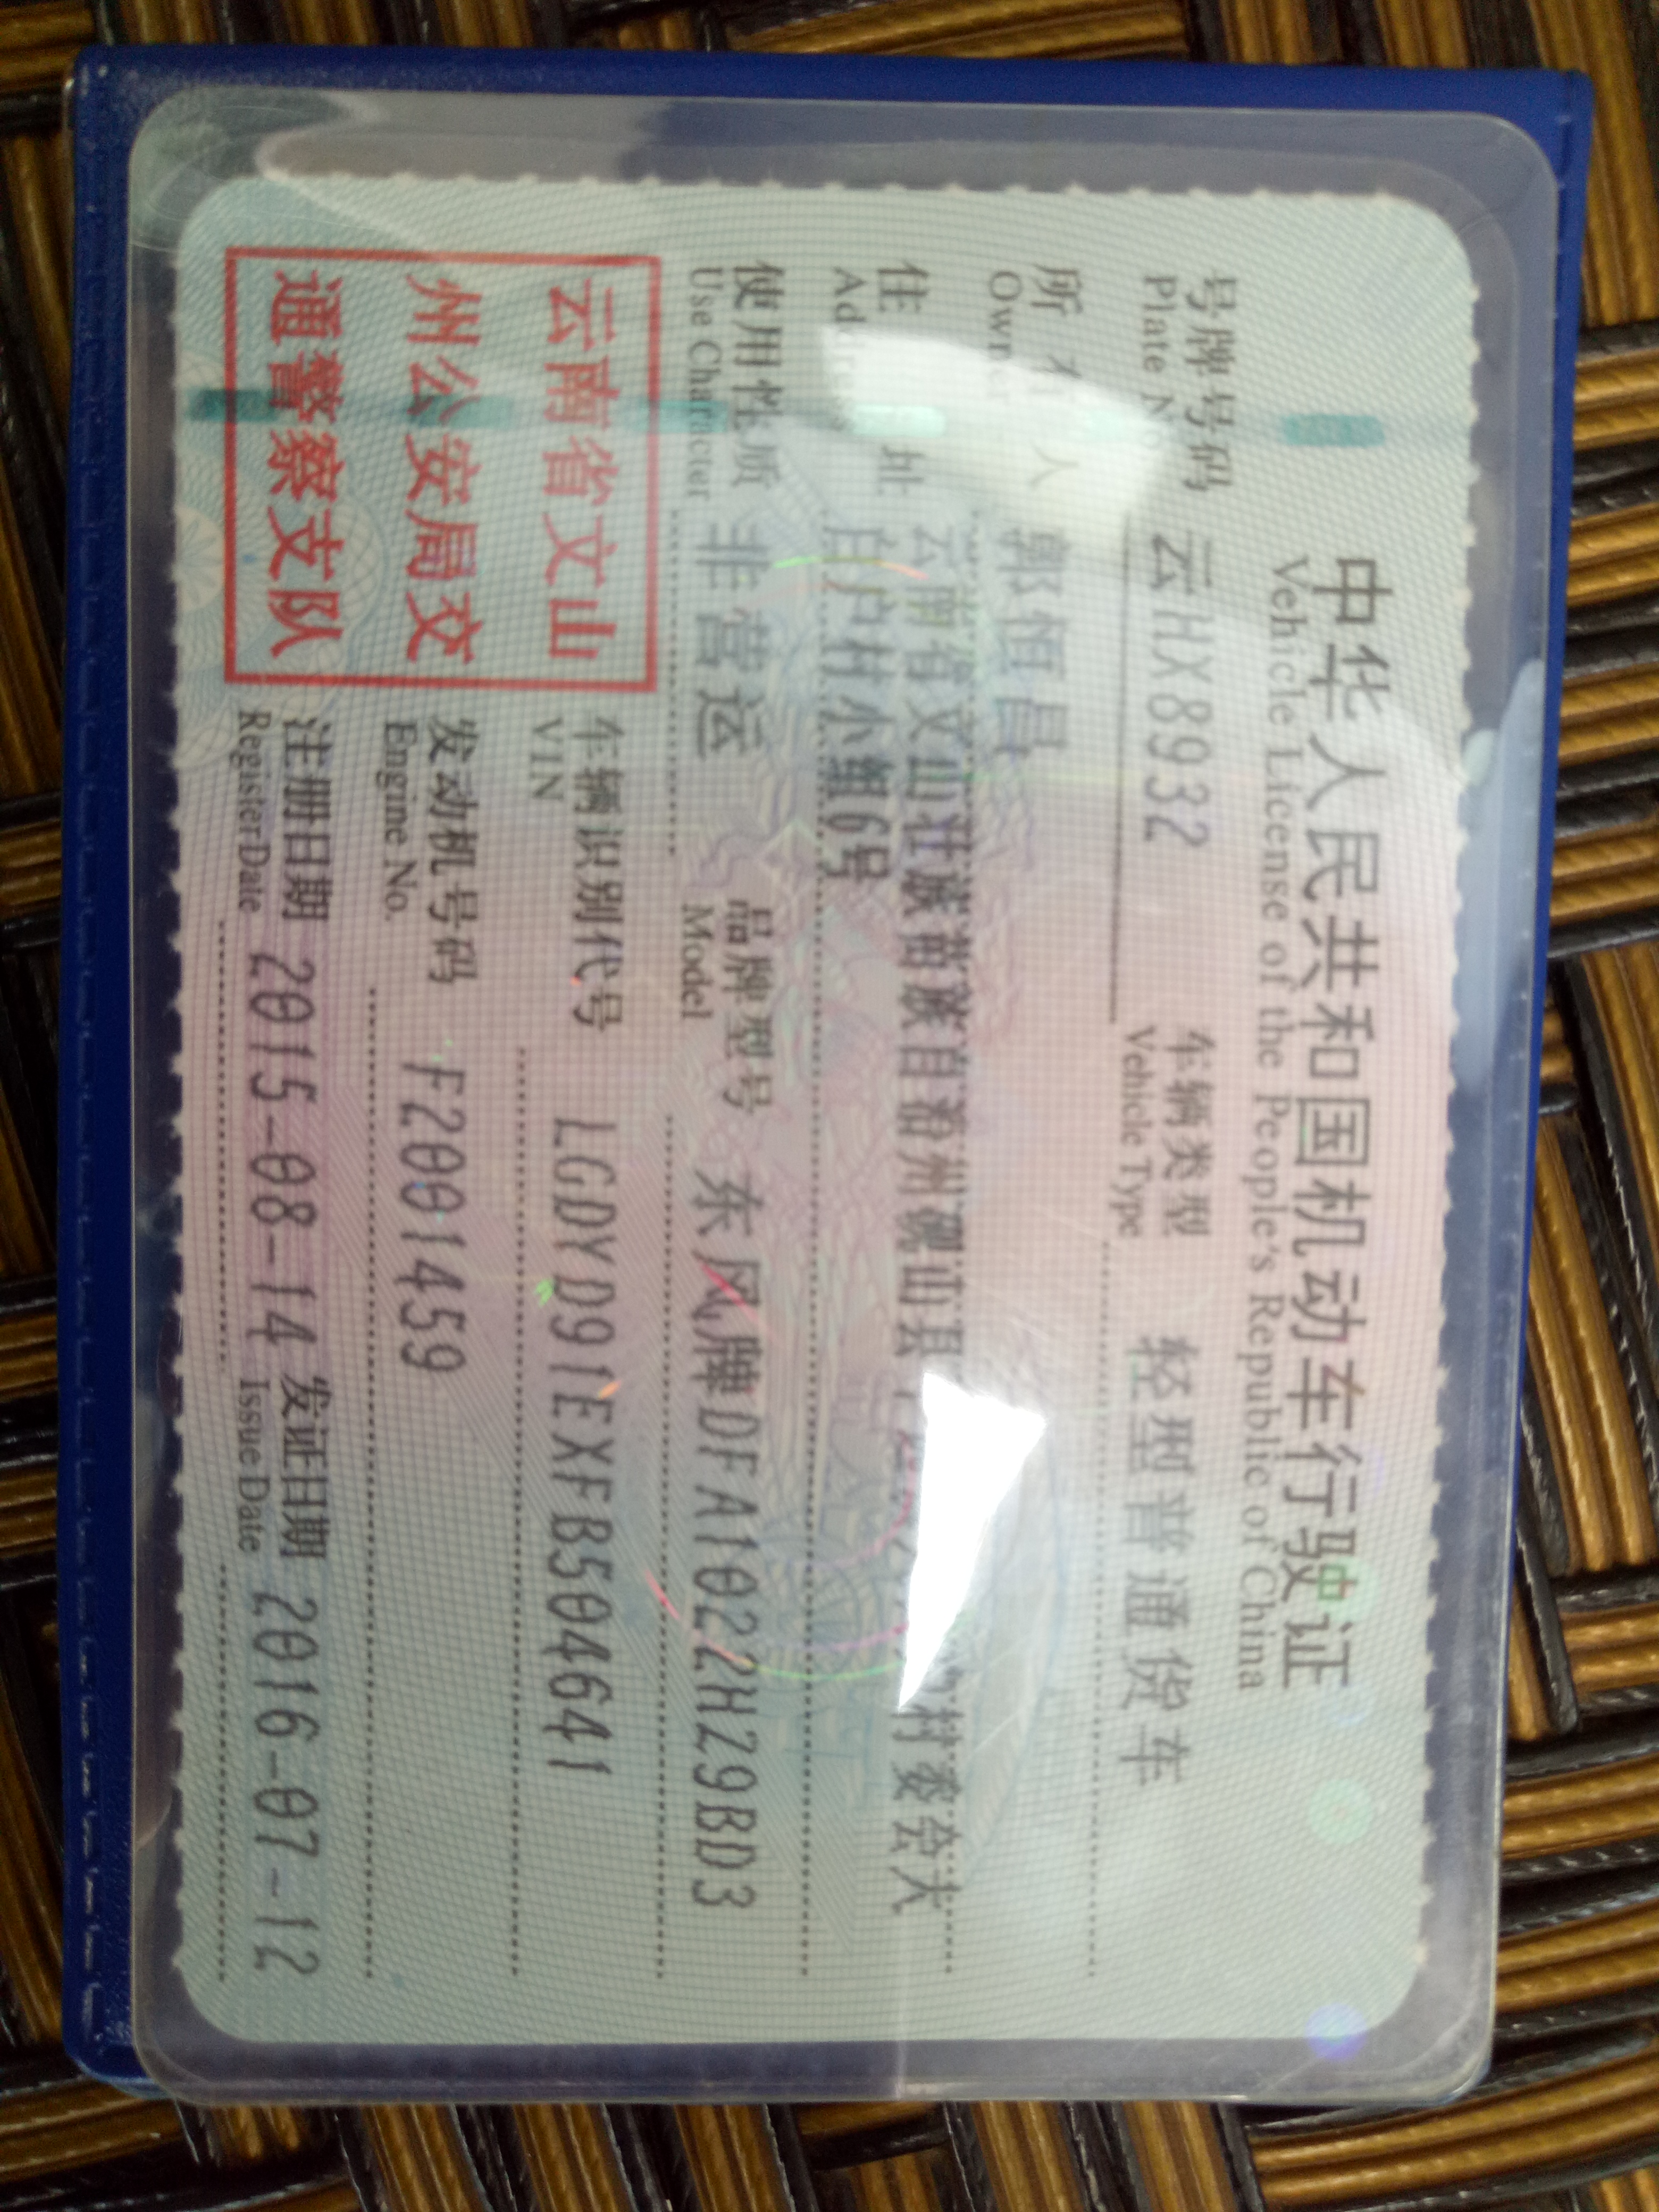 中华人民共和国机动车行驶证
Vehicle License of the People's Republic of China
号牌号码 云HX8932 车辆类型 轻型普通货车
Plate No. Vehicle Type
所有人 郭恒昌
Owner
住址 云南省文山壮族苗族自治州砚山县 村委会大
白户村小组6号
Address
使用性质 非营运 品牌型号 东风牌DFA1022H29BD3
Use Character Model
云南省文山
州公安局交
通警察支队
车辆识别代号 LGDYD91EXFB504641
VIN
发动机号码 F2001459
Engine No.
注册日期 2015-08-14 发证日期 2016-07-12
Register Date Issue Date